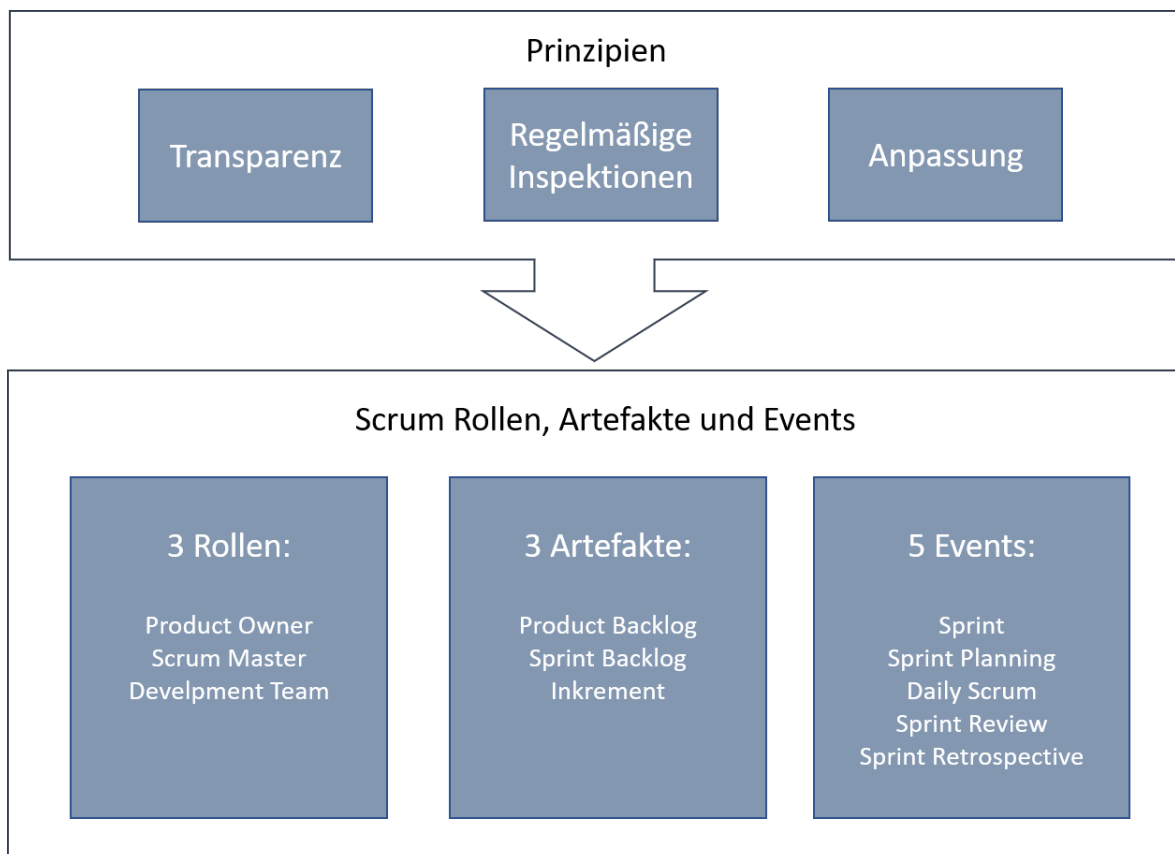 Prinzipien
Transparenz
Regelmäßige
Inspektionen
Anpassung
Scrum Rollen, Artefakte und Events
3 Rollen:
Product Owner
Scrum Master
Develpment Team
3 Artefakte:
Product Backlog
Sprint Backlog
Inkrement
5 Events:
Sprint
Sprint Planning
Daily Scrum
Sprint Review
Sprint Retrospective